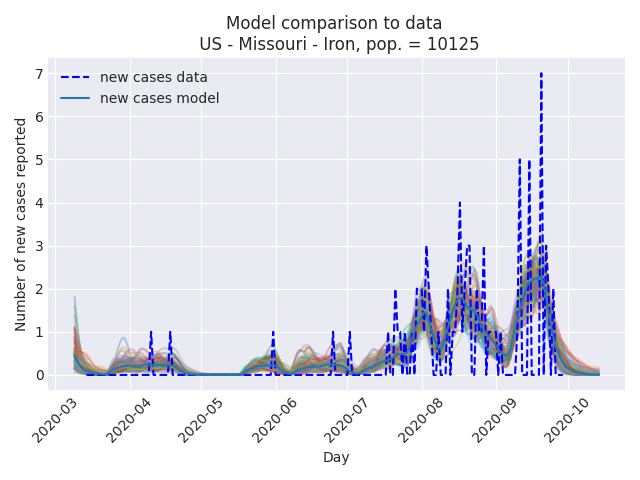 Model comparison to data
US - Missouri - Iron, pop. = 10125
new cases data
new cases model
Number of new cases reported
7
6
5
4
3
2
1
0
2020-03
2020-04
2020-05
2020-06
2020-07
2020-08
2020-09
2020-10
Day